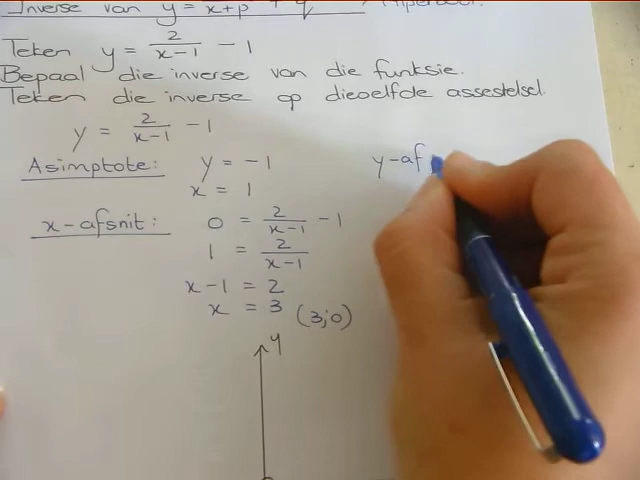 Inverse van y = x+p + q
Teken y = 2/(x-1) - 1
Bepaal die inverse van die funksie.
Teken die inverse op dieselfde assestelsel.
y = 2/(x-1) - 1
Asimptote: y = -1
x = 1
x-afsnit: 0 = 2/(x-1) - 1
1 = 2/(x-1)
x-1 = 2
x = 3 (3;0)
y-af
y